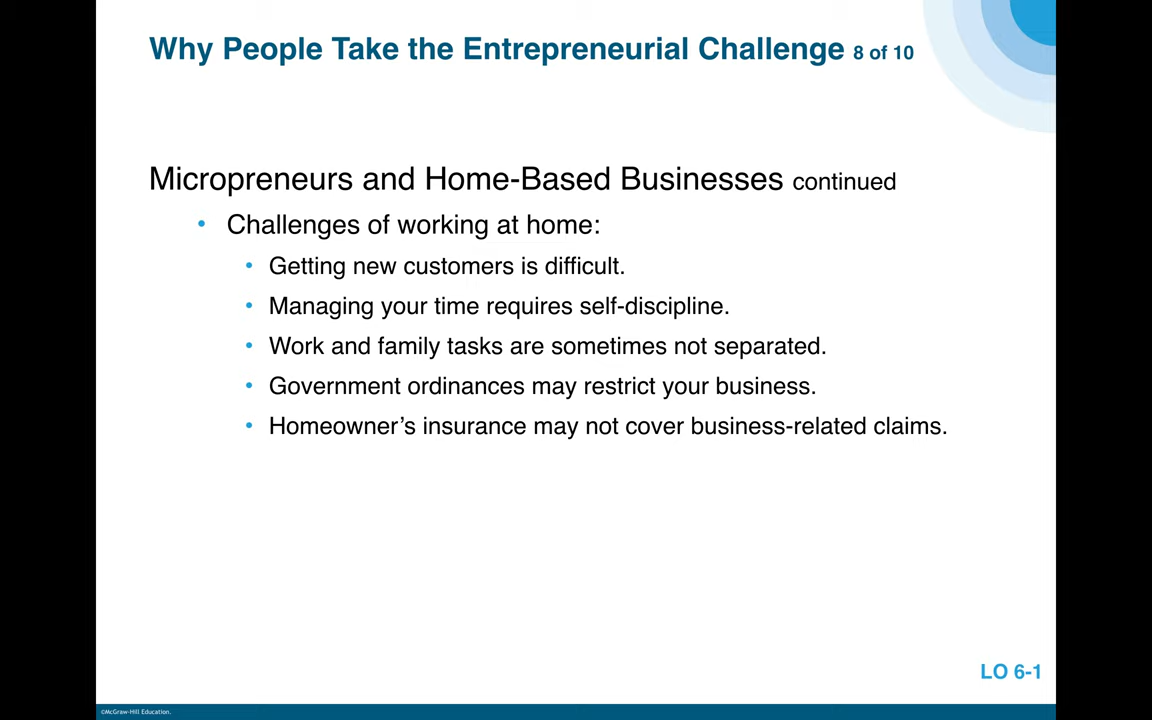 Why People Take the Entrepreneurial Challenge 8 of 10
Micropreneurs and Home-Based Businesses continued
• Challenges of working at home:
• Getting new customers is difficult.
• Managing your time requires self-discipline.
• Work and family tasks are sometimes not separated.
• Government ordinances may restrict your business.
• Homeowner’s insurance may not cover business-related claims.
LO 6-1
©McGraw-Hill Education.